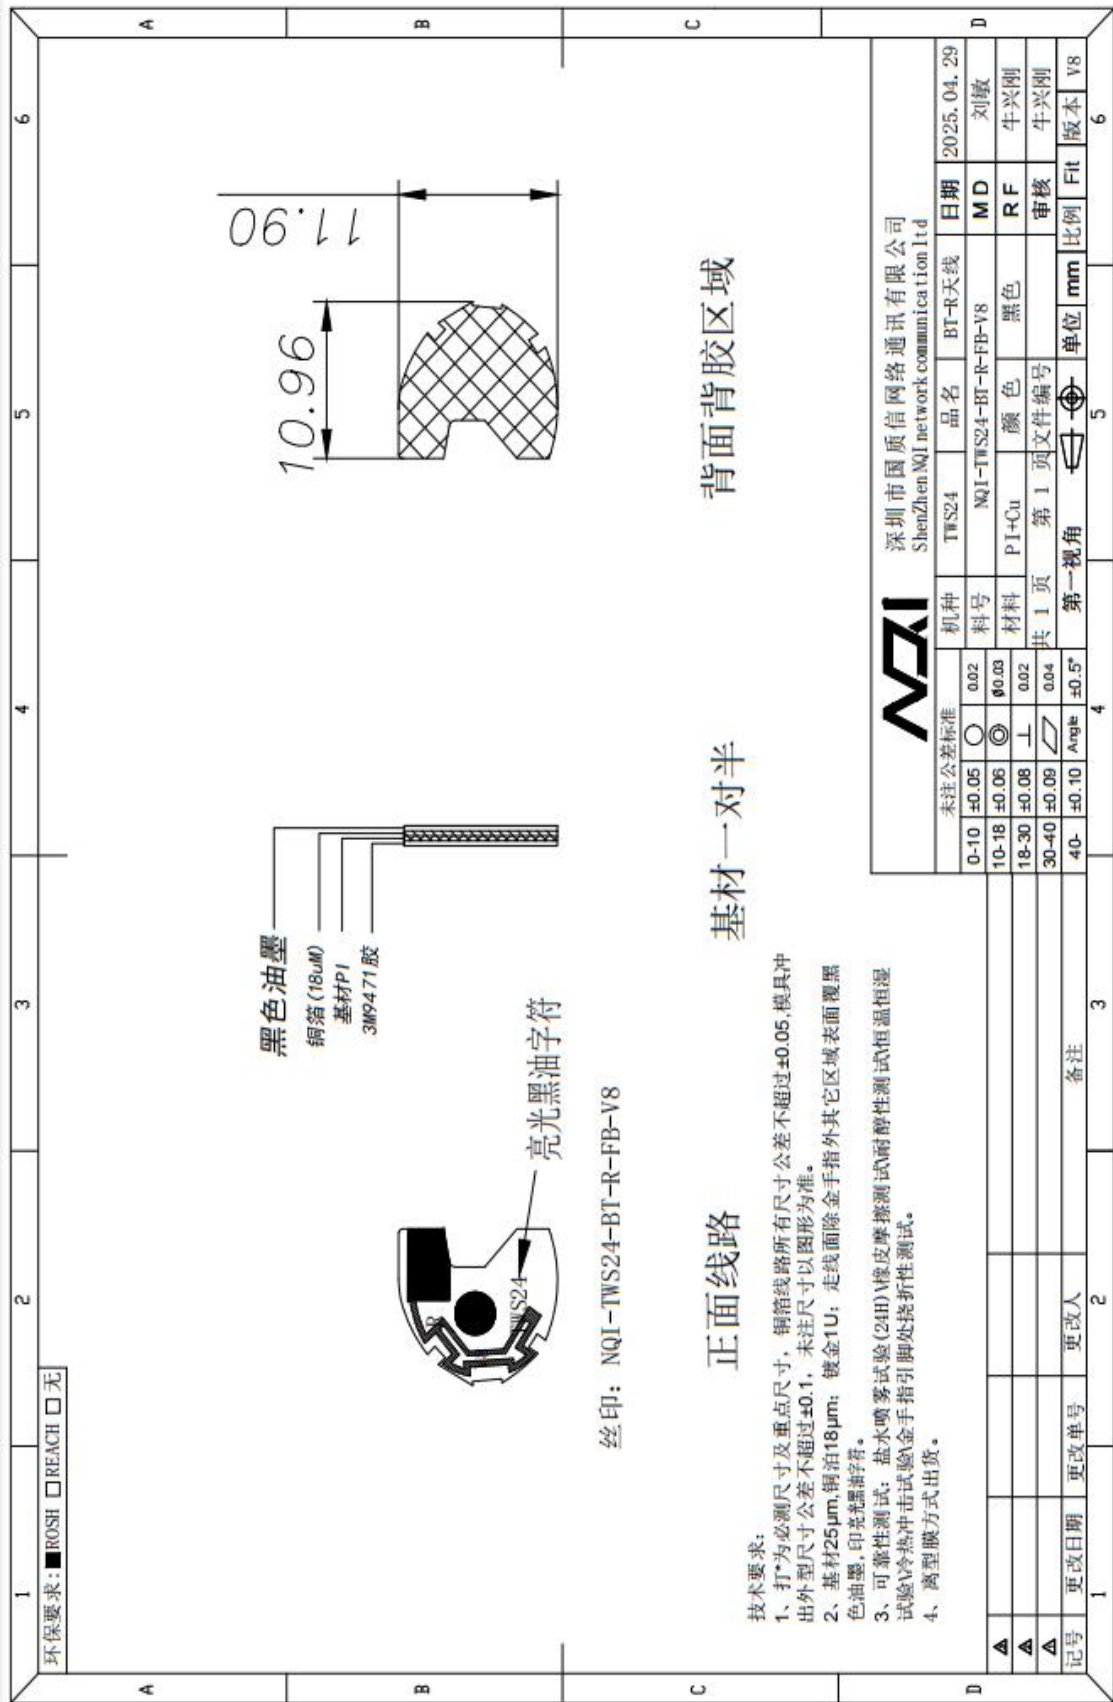 1 2 3 4 5 6
A
B
C
D
环保要求: ■ROSH □REACH □无
黑色油墨
铜箔(18uM)
基材PI
3M9471胶
10.96
11.90
TWS24
R
亮光黑油字符
丝印: NQI-TWS24-BT-R-FB-V8
正面线路
基材一对半
背面背胶区域
技术要求:
1、打*为必测尺寸及重点尺寸, 铜箔线路所有尺寸公差不超过±0.05,模具冲
出外型尺寸公差不超过±0.1, 未注尺寸以图形为准。
2、基材25μm,铜泊18μm; 镀金1U; 走线面除金手指外其它区域表面覆黑
色油墨,印亮光黑油字符。
3、可靠性测试: 盐水喷雾试验(24H)\橡皮摩擦测试\耐醇性测试\恒温恒湿
试验\冷热冲击试验\金手指引脚处挠折性测试。
4、离型膜方式出货。
记号 更改日期 更改单号 更改人 备注
NQI
深圳市国质信网络通讯有限公司
ShenZhen NQI network communication ltd
未注公差标准
0-10 ±0.05 ○ 0.02
10-18 ±0.06 ◎ Ø0.03
18-30 ±0.08 ⊥ 0.02
30-40 ±0.09 ▱ 0.04
40- ±0.10 Angle ±0.5°
机种 TWS24 品名 BT-R天线 日期 2025.04.29
料号 NQI-TWS24-BT-R-FB-V8 MD 刘敏
材料 PI+Cu 颜色 黑色 RF 牛兴刚
共 1 页 第 1 页 文件编号 审核 牛兴刚
第一视角 单位 mm 比例 Fit 版本 V8
A
B
C
D
1 2 3 4 5 6